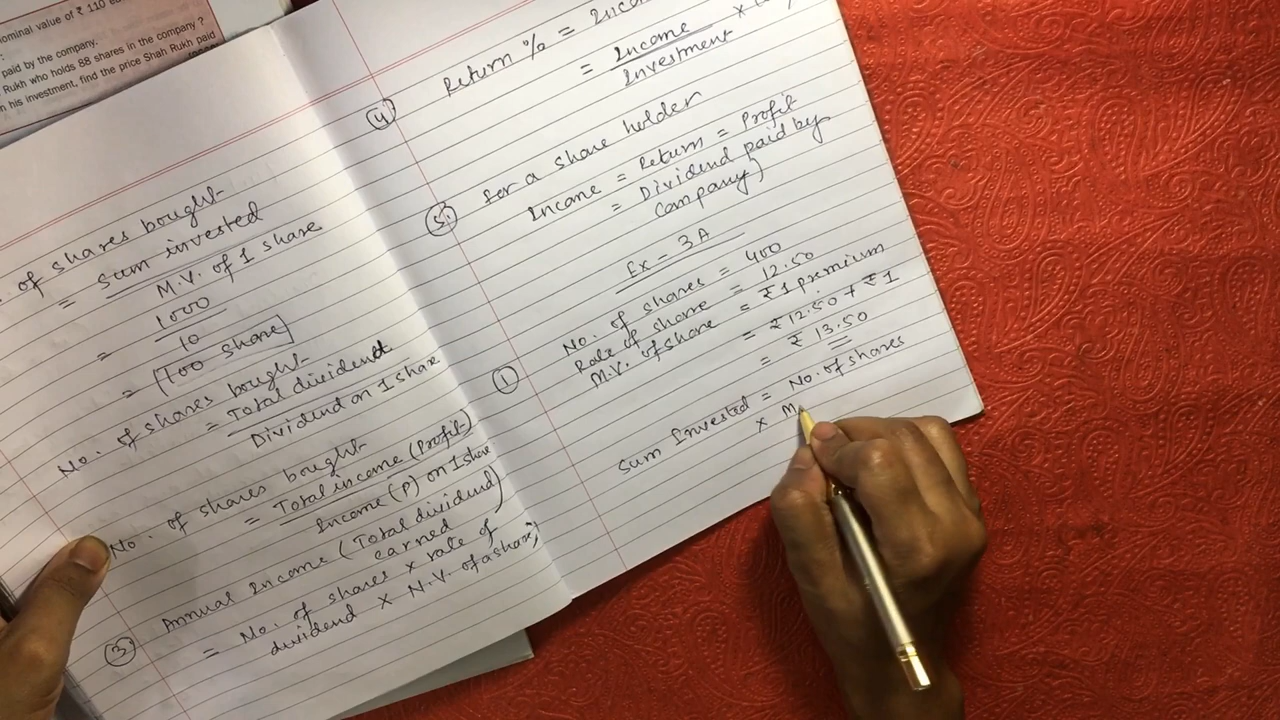 nominal value of ₹ 110
paid by the company.
Rukh who holds 88 shares in the company ?
his investment, find the price Shah Rukh paid
of shares bought
= Sum invested
M.V. of 1 share
= 1000
10
= 100 share
No. of shares bought
= Total dividend
Dividend on 1 share
No. of shares bought
= Total income (Profit)
Income (P) on 1 share
③ Annual Income (Total dividend earned)
= No. of shares × rate of
dividend × N.V. of a share
④ Return % =
= Income ×
Investment
⑤ For a share holder
Income = Return = Profit
= Dividend paid by
company)
Ex - 3A
① No. of shares = 400
Rate of share = 12.50
M.V. of share = ₹1 premium
= ₹12.50 + ₹1
= ₹ 13.50
Sum Invested = No. of shares
× M